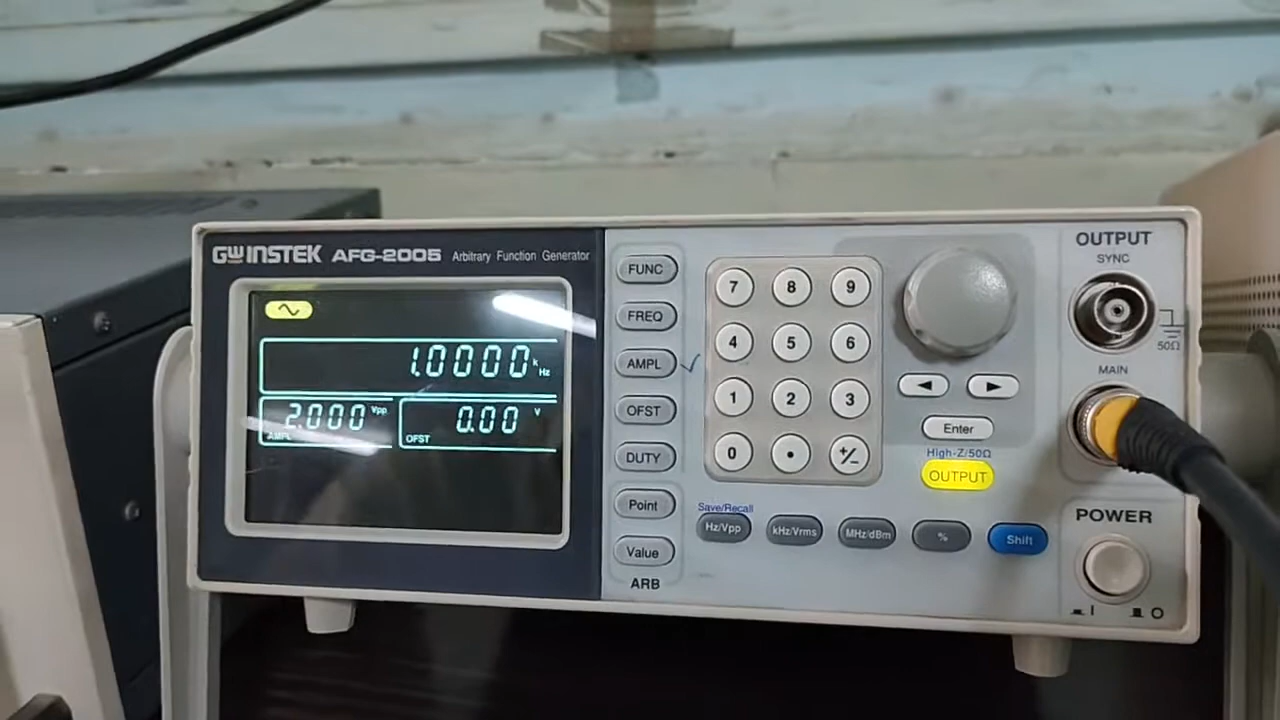 GWINSTEK AFG-2005 Arbitrary Function Generator
1.0000 kHz
2.000 Vpp 0.00 V
AMPL OFST
FUNC
FREQ
AMPL
OFST
DUTY
Point
Value
ARB
7 8 9
4 5 6
1 2 3
0 • +/−
◀ ▶
Enter
High-Z/50Ω
OUTPUT
Save/Recall
Hz/Vpp kHz/Vrms MHz/dBm % Shift
OUTPUT
SYNC
50Ω
MAIN
POWER
I O